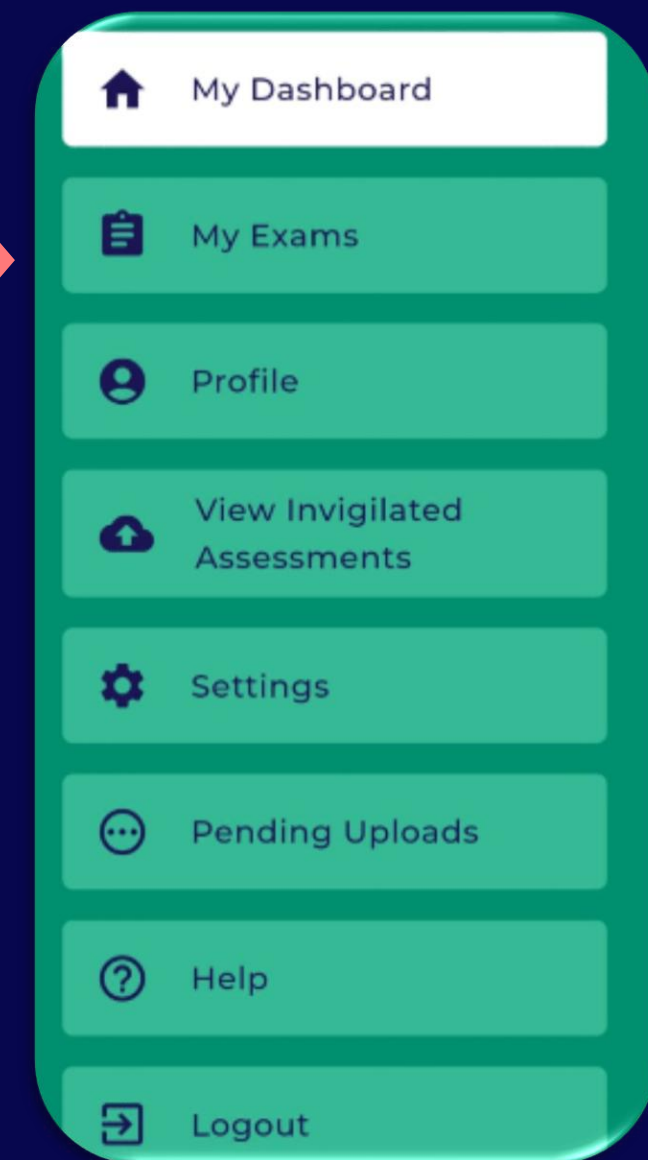 My Dashboard
My Exams
Profile
View Invigilated
Assessments
Settings
Pending Uploads
Help
Logout